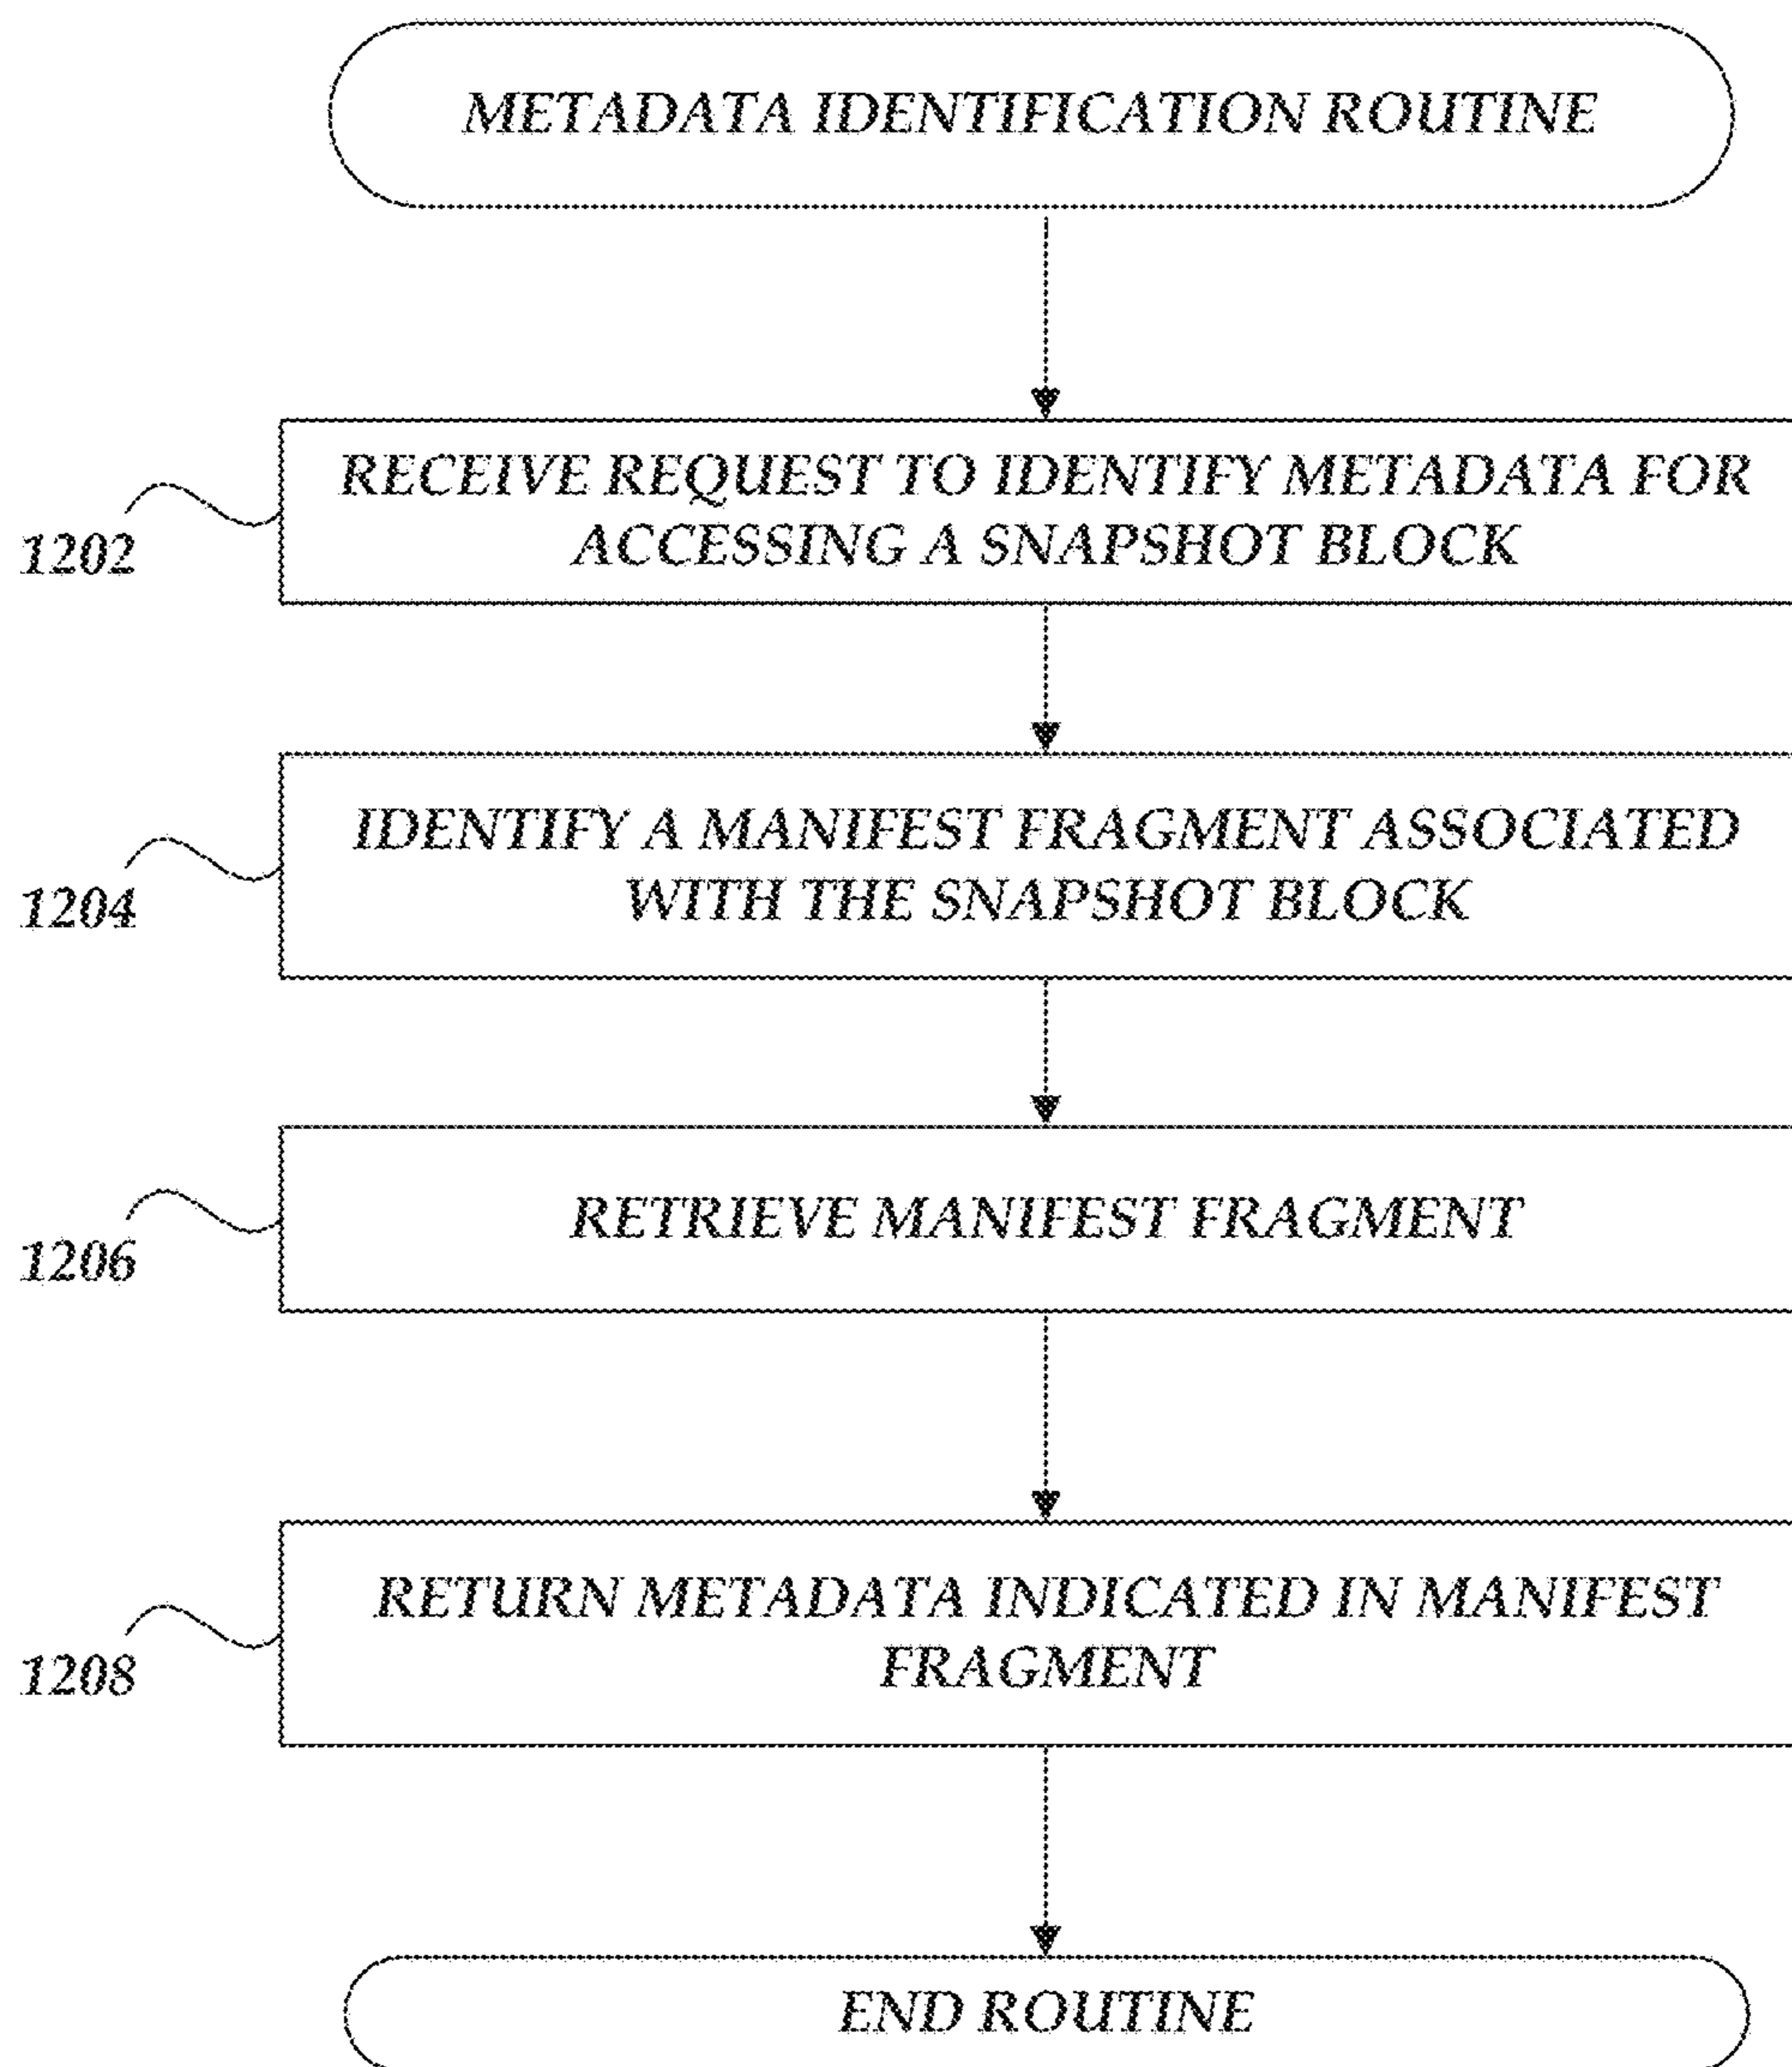 METADATA IDENTIFICATION ROUTINE
RECEIVE REQUEST TO IDENTIFY METADATA FOR
ACCESSING A SNAPSHOT BLOCK
1202
IDENTIFY A MANIFEST FRAGMENT ASSOCIATED
WITH THE SNAPSHOT BLOCK
1204
RETRIEVE MANIFEST FRAGMENT
1206
RETURN METADATA INDICATED IN MANIFEST
FRAGMENT
1208
END ROUTINE